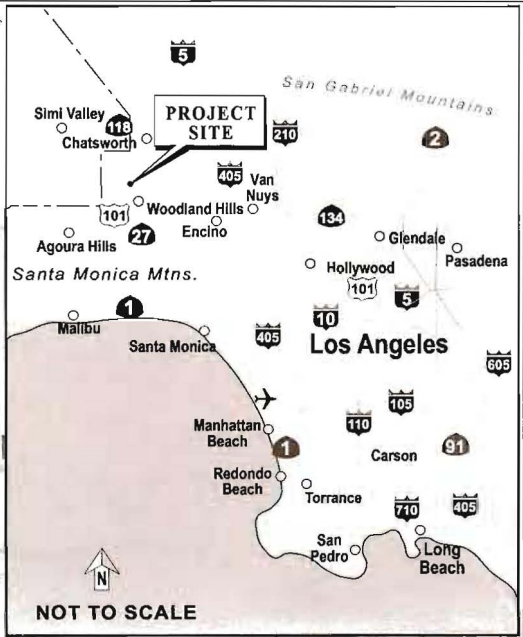 5
San Gabriel Mountains
Simi Valley
118
PROJECT
SITE
Chatsworth
210
2
405
Van
Nuys
101
Woodland Hills
134
27
Encino
Glendale
Agoura Hills
Pasadena
Hollywood
101
Santa Monica Mtns.
5
1
10
Malibu
Santa Monica
405
Los Angeles
605
105
Manhattan
Beach
110
1
Carson
91
Redondo
Beach
Torrance
710
405
San
Pedro
Long
Beach
N
NOT TO SCALE